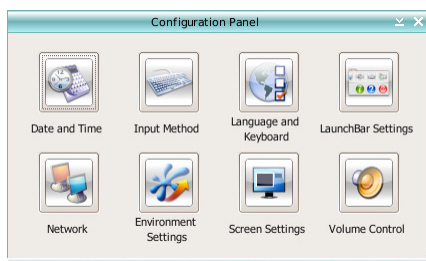 Configuration Panel
Date and Time
Input Method
Language and
Keyboard
LaunchBar Settings
Network
Environment
Settings
Screen Settings
Volume Control